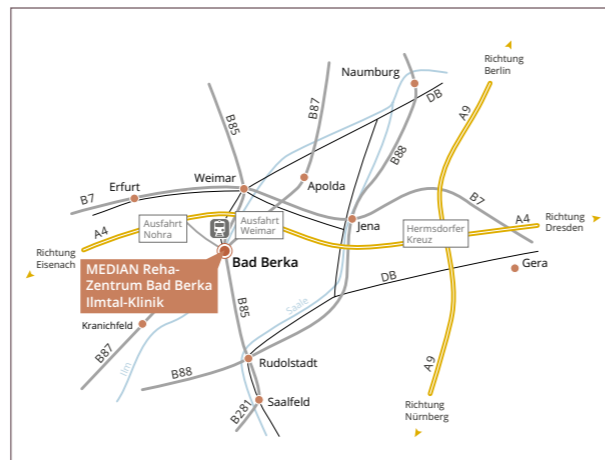 Naumburg
Richtung
Berlin
B87
DB
A9
B85
B88
Weimar
Apolda
Erfurt
B7
B7
Ausfahrt
Nohra
Ausfahrt
Weimar
A4
Jena
Hermsdorfer
Kreuz
A4
Richtung
Dresden
Richtung
Eisenach
Bad Berka
Gera
MEDIAN Reha-
Zentrum Bad Berka
Ilmtal-Klinik
DB
B85
Saale
Kranichfeld
B87
Ilm
B88
Rudolstadt
A9
B281
Saalfeld
Richtung
Nürnberg